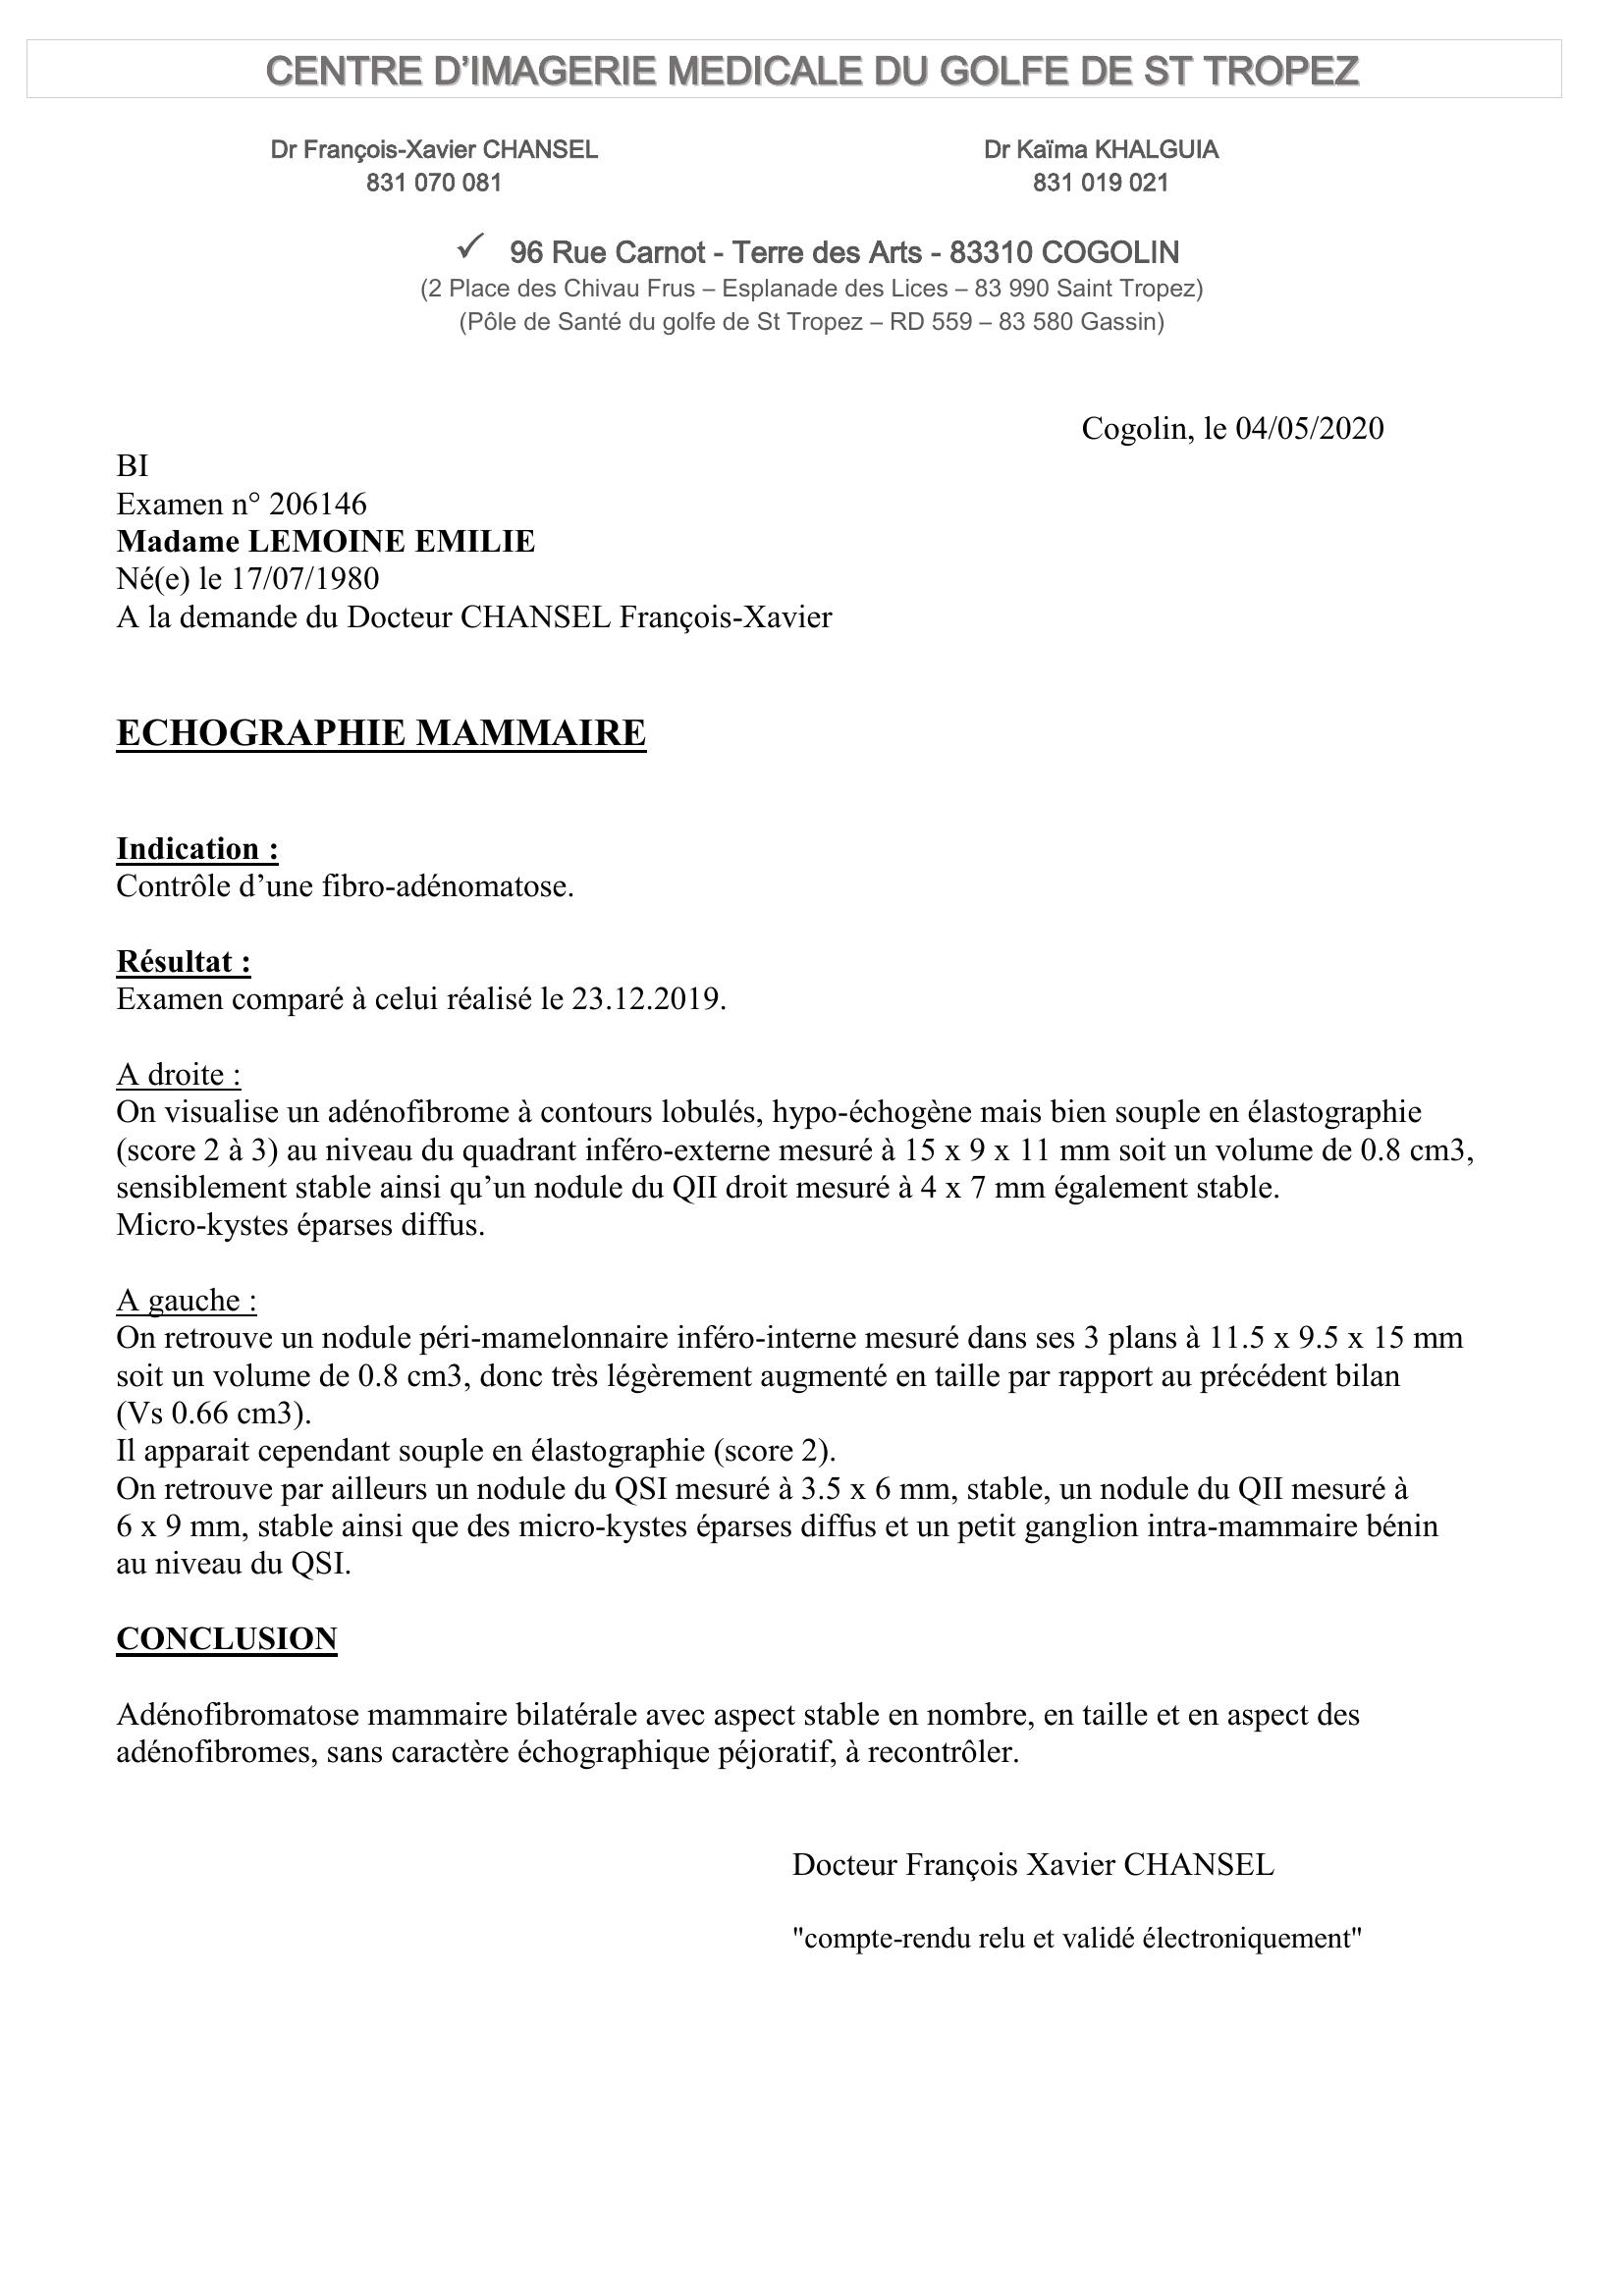 CENTRE D’IMAGERIE MEDICALE DU GOLFE DE ST TROPEZ
Dr François-Xavier CHANSEL
831 070 081
Dr Kaïma KHALGUIA
831 019 021
✓ 96 Rue Carnot - Terre des Arts - 83310 COGOLIN
(2 Place des Chivau Frus – Esplanade des Lices – 83 990 Saint Tropez)
(Pôle de Santé du golfe de St Tropez – RD 559 – 83 580 Gassin)
Cogolin, le 04/05/2020
BI
Examen n° 206146
Madame LEMOINE EMILIE
Né(e) le 17/07/1980
A la demande du Docteur CHANSEL François-Xavier
ECHOGRAPHIE MAMMAIRE
Indication :
Contrôle d’une fibro-adénomatose.
Résultat :
Examen comparé à celui réalisé le 23.12.2019.
A droite :
On visualise un adénofibrome à contours lobulés, hypo-échogène mais bien souple en élastographie
(score 2 à 3) au niveau du quadrant inféro-externe mesuré à 15 x 9 x 11 mm soit un volume de 0.8 cm3,
sensiblement stable ainsi qu’un nodule du QII droit mesuré à 4 x 7 mm également stable.
Micro-kystes éparses diffus.
A gauche :
On retrouve un nodule péri-mamelonnaire inféro-interne mesuré dans ses 3 plans à 11.5 x 9.5 x 15 mm
soit un volume de 0.8 cm3, donc très légèrement augmenté en taille par rapport au précédent bilan
(Vs 0.66 cm3).
Il apparait cependant souple en élastographie (score 2).
On retrouve par ailleurs un nodule du QSI mesuré à 3.5 x 6 mm, stable, un nodule du QII mesuré à
6 x 9 mm, stable ainsi que des micro-kystes éparses diffus et un petit ganglion intra-mammaire bénin
au niveau du QSI.
CONCLUSION
Adénofibromatose mammaire bilatérale avec aspect stable en nombre, en taille et en aspect des
adénofibromes, sans caractère échographique péjoratif, à recontrôler.
Docteur François Xavier CHANSEL
"compte-rendu relu et validé électroniquement"